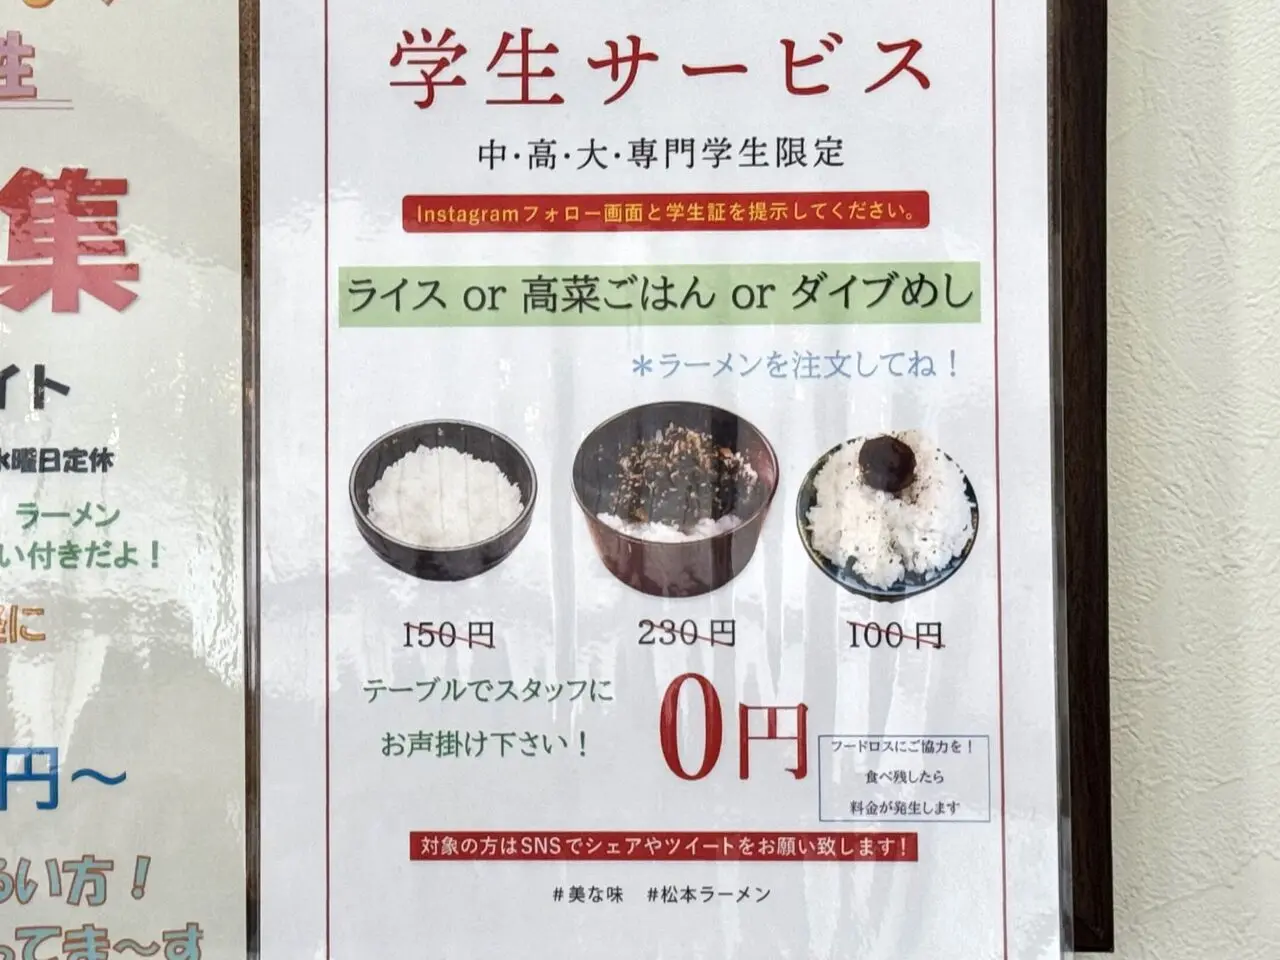 性
集
イト
水曜日定休
ラーメン
い付きだよ！
に
円～
るい方！
ってま～す
学生サービス
中・高・大・専門学生限定
Instagramフォロー画面と学生証を提示してください。
ライス or 高菜ごはん or ダイブめし
＊ラーメンを注文してね！
150円 230円 100円
テーブルでスタッフに
お声掛け下さい！
0円
フードロスにご協力を！
食べ残したら
料金が発生します
対象の方はSNSでシェアやツイートをお願い致します！
#美な味 #松本ラーメン